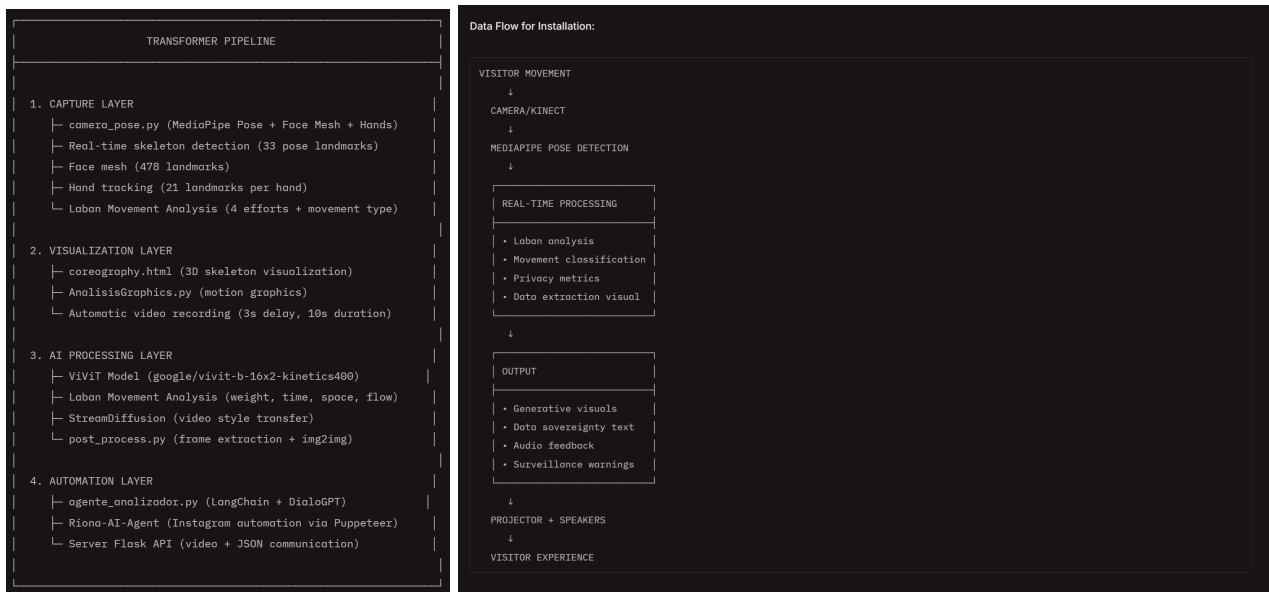 TRANSFORMER PIPELINE
1. CAPTURE LAYER
├─ camera_pose.py (MediaPipe Pose + Face Mesh + Hands)
├─ Real-time skeleton detection (33 pose landmarks)
├─ Face mesh (478 landmarks)
├─ Hand tracking (21 landmarks per hand)
└─ Laban Movement Analysis (4 efforts + movement type)
2. VISUALIZATION LAYER
├─ coreography.html (3D skeleton visualization)
├─ AnalisisGraphics.py (motion graphics)
└─ Automatic video recording (3s delay, 10s duration)
3. AI PROCESSING LAYER
├─ ViViT Model (google/vivit-b-16x2-kinetics400)
├─ Laban Movement Analysis (weight, time, space, flow)
├─ StreamDiffusion (video style transfer)
└─ post_process.py (frame extraction + img2img)
4. AUTOMATION LAYER
├─ agente_analizador.py (LangChain + DialoGPT)
├─ Riona-AI-Agent (Instagram automation via Puppeteer)
└─ Server Flask API (video + JSON communication)
Data Flow for Installation:
VISITOR MOVEMENT
↓
CAMERA/KINECT
↓
MEDIAPIPE POSE DETECTION
↓
REAL-TIME PROCESSING
• Laban analysis
• Movement classification
• Privacy metrics
• Data extraction visual
↓
OUTPUT
• Generative visuals
• Data sovereignty text
• Audio feedback
• Surveillance warnings
↓
PROJECTOR + SPEAKERS
↓
VISITOR EXPERIENCE